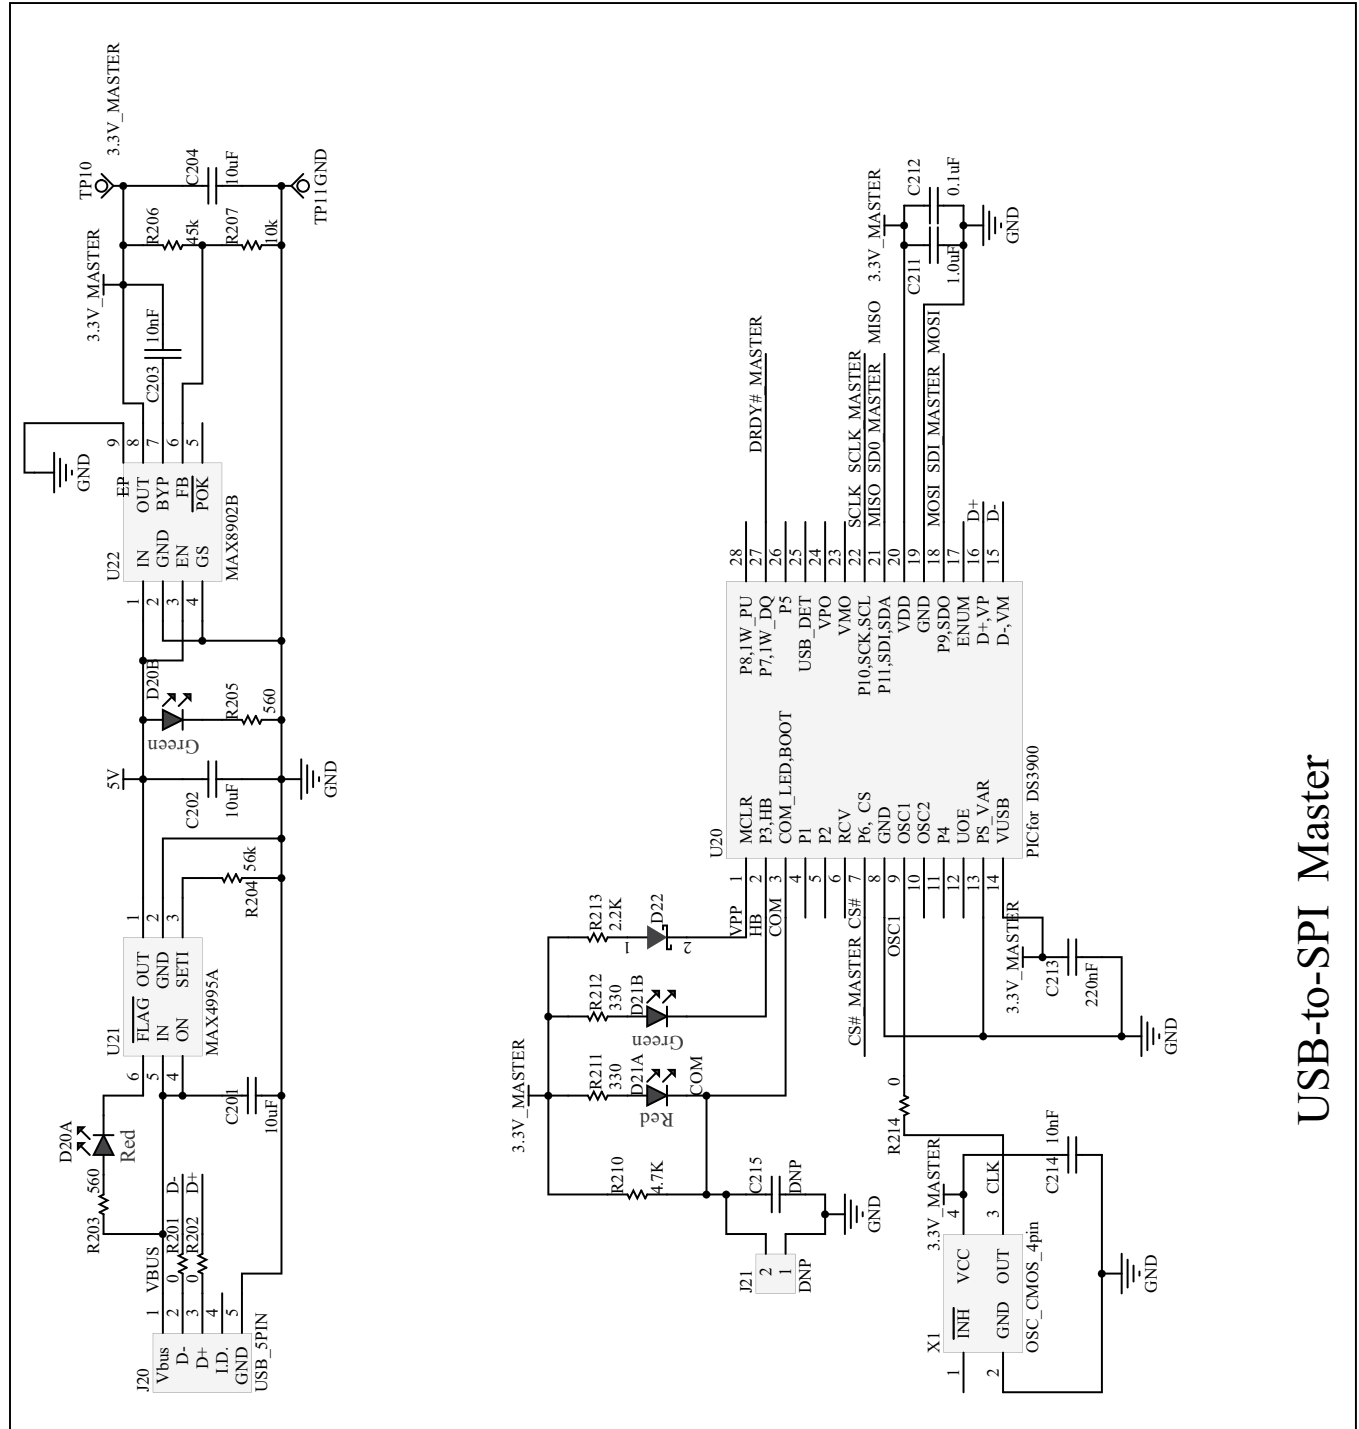 USB-to-SPI Master
J20
USB_5PIN
Vbus
D-
D+
I.D.
GND
1
2
3
4
5
VBUS
R203
560
D20A
Red
0
R201
D-
0
R202
D+
C201
10uF
U21
MAX4995A
FLAG
IN
ON
OUT
GND
SETI
6
5
4
1
2
3
R204
56k
5V
C202
10uF
GND
D20B
Green
R205
560
U22
MAX8902B
IN
GND
EN
GS
EP
OUT
BYP
FB
POK
1
2
3
4
9
8
7
6
5
GND
C203
10nF
3.3V_MASTER
R206
45k
R207
10k
TP10
3.3V_MASTER
C204
10uF
TP11
GND
3.3V_MASTER
R210
4.7K
R211
330
D21A
Red
R212
330
D21B
Green
R213
2.2K
D22
1
2
VPP
HB
COM
COM
J21
2
1
DNP
C215
DNP
GND
U20
PICfor DS3900
MCLR
P3,HB
COM_LED,BOOT
P1
P2
RCV
P6, CS
GND
OSC1
OSC2
P4
UOE
PS_VAR
VUSB
1
2
3
4
5
6
7
8
9
10
11
12
13
14
P8,1W_PU
P7,1W_DQ
P5
USB_DET
VPO
VMO
P10,SCK,SCL
P11,SDI,SDA
VDD
GND
P9,SDO
ENUM
D+,VP
D-,VM
28
27
26
25
24
23
22
21
20
19
18
17
16
15
DRDY#_MASTER
SCLK SCLK_MASTER
MISO SD0_MASTER MISO
MOSI SDI_MASTER MOSI
D+
D-
3.3V_MASTER
C211
1.0uF
C212
0.1uF
GND
CS#_MASTER CS#
OSC1
3.3V_MASTER
C213
220nF
GND
R214
0
X1
OSC_CMOS_4pin
INH
GND
VCC
OUT
1
2
4
3
3.3V_MASTER
CLK
C214
10nF
GND